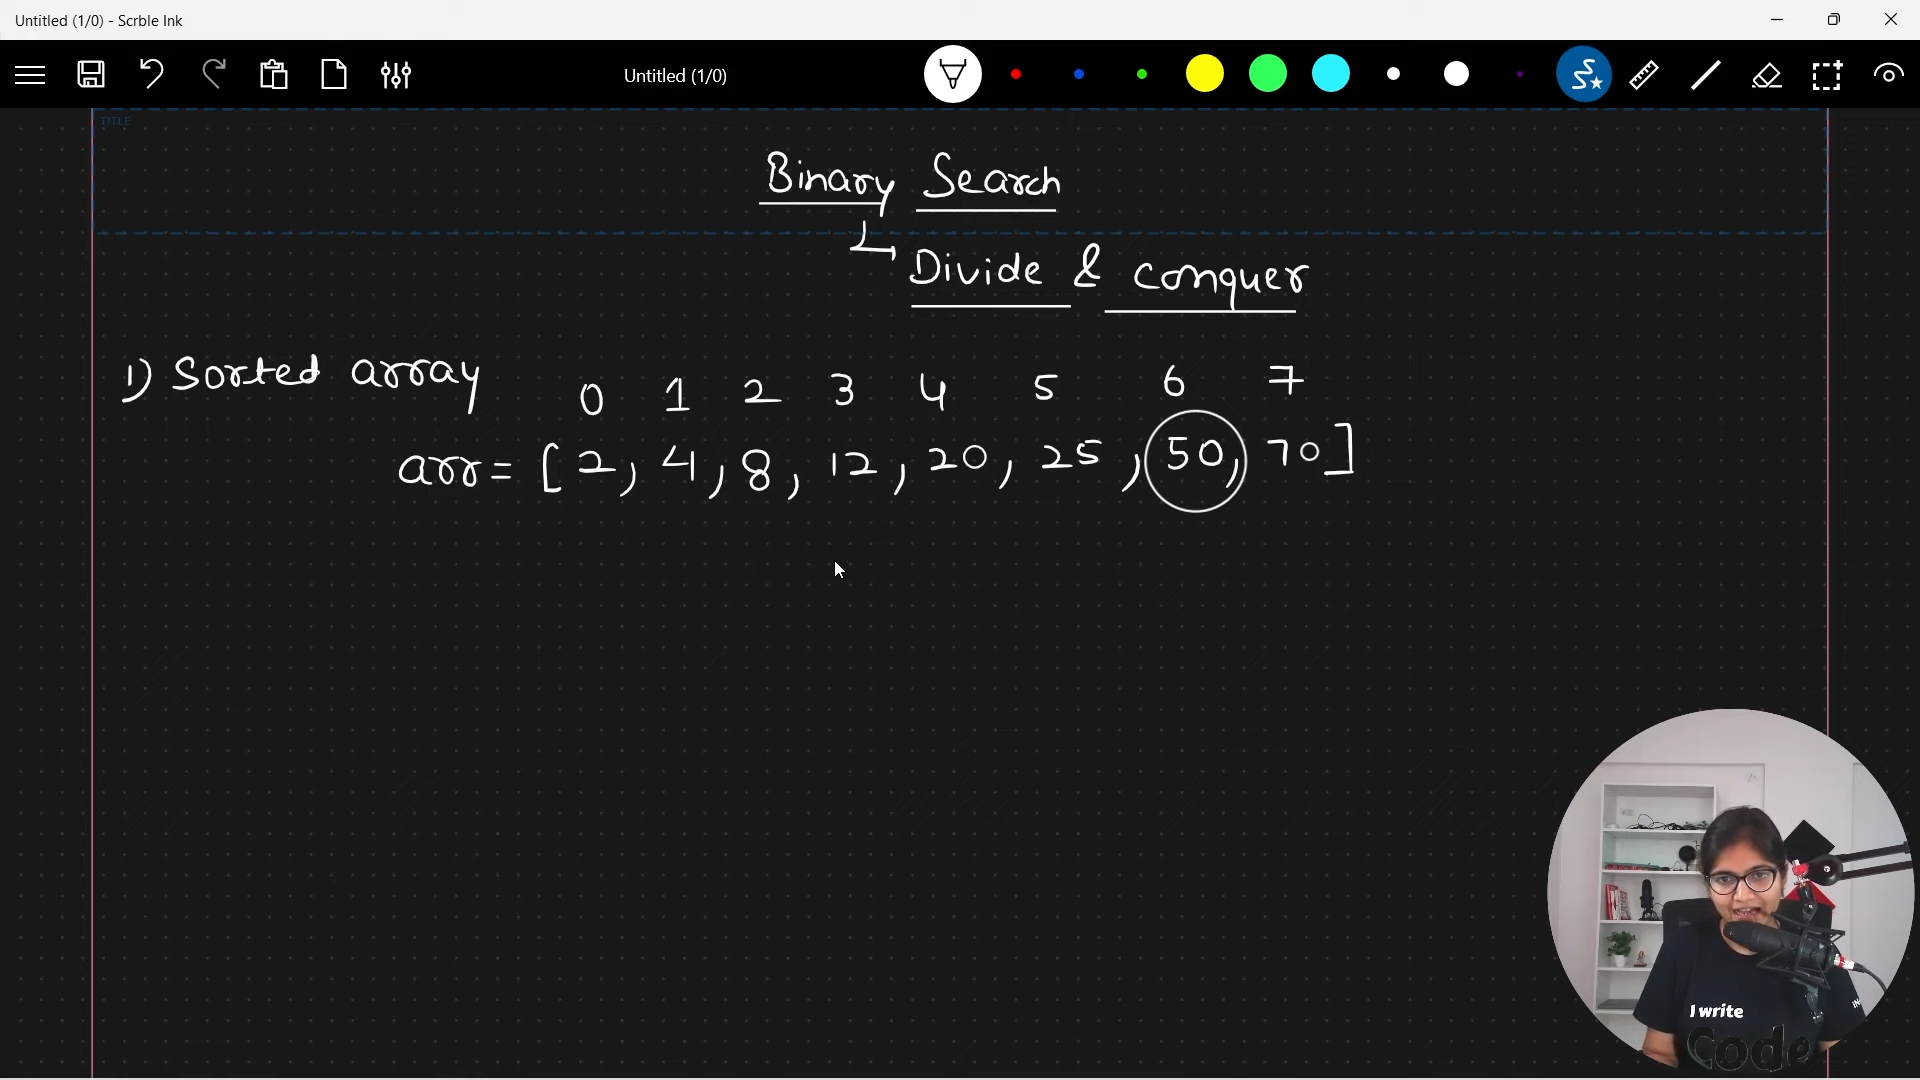 Untitled (1/0) - Scrble Ink
Untitled (1/0)
TITLE
Binary Search
Divide & conquer
1) Sorted array
0 1 2 3 4 5 6 7
arr = [2, 4, 8, 12, 20, 25, 50, 70]
I write
Code